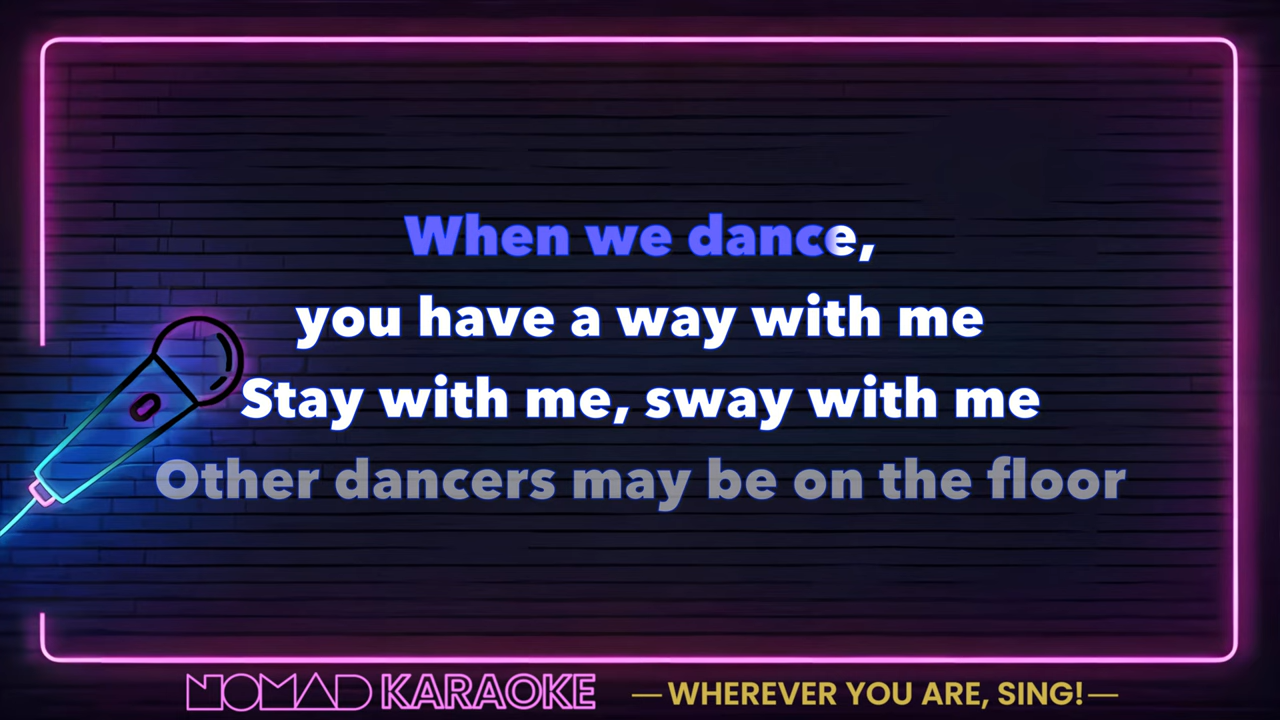 When we dance,
you have a way with me
Stay with me, sway with me
Other dancers may be on the floor
NOMAD KARAOKE —WHEREVER YOU ARE, SING!—